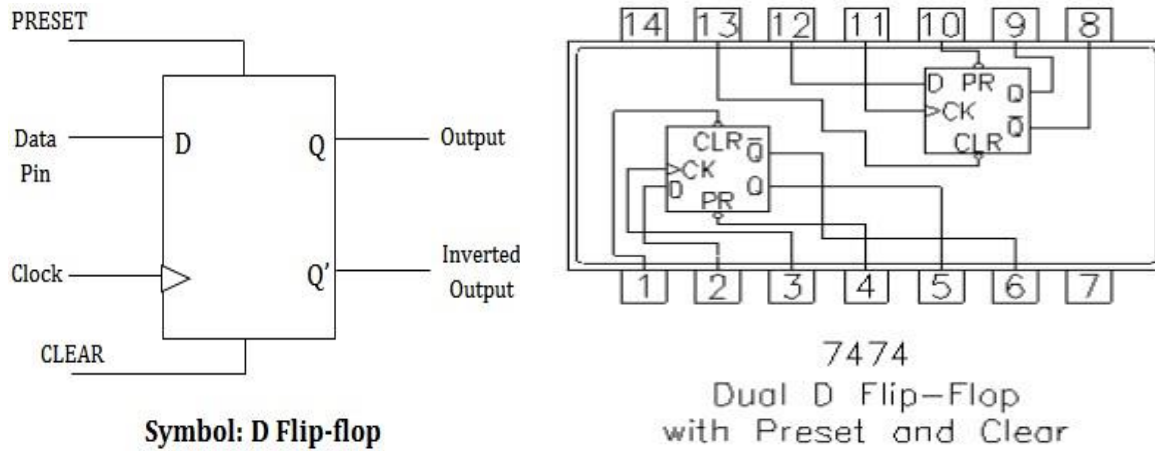 PRESET
Data
Pin
D
Q
Output
Clock
Q'
Inverted
Output
CLEAR
Symbol: D Flip-flop
14 13 12 11 10 9 8
D PR Q
CK
Q̅
CLR
CLR Q̅
CK
D Q
PR
1 2 3 4 5 6 7
7474
Dual D Flip-Flop
with Preset and Clear